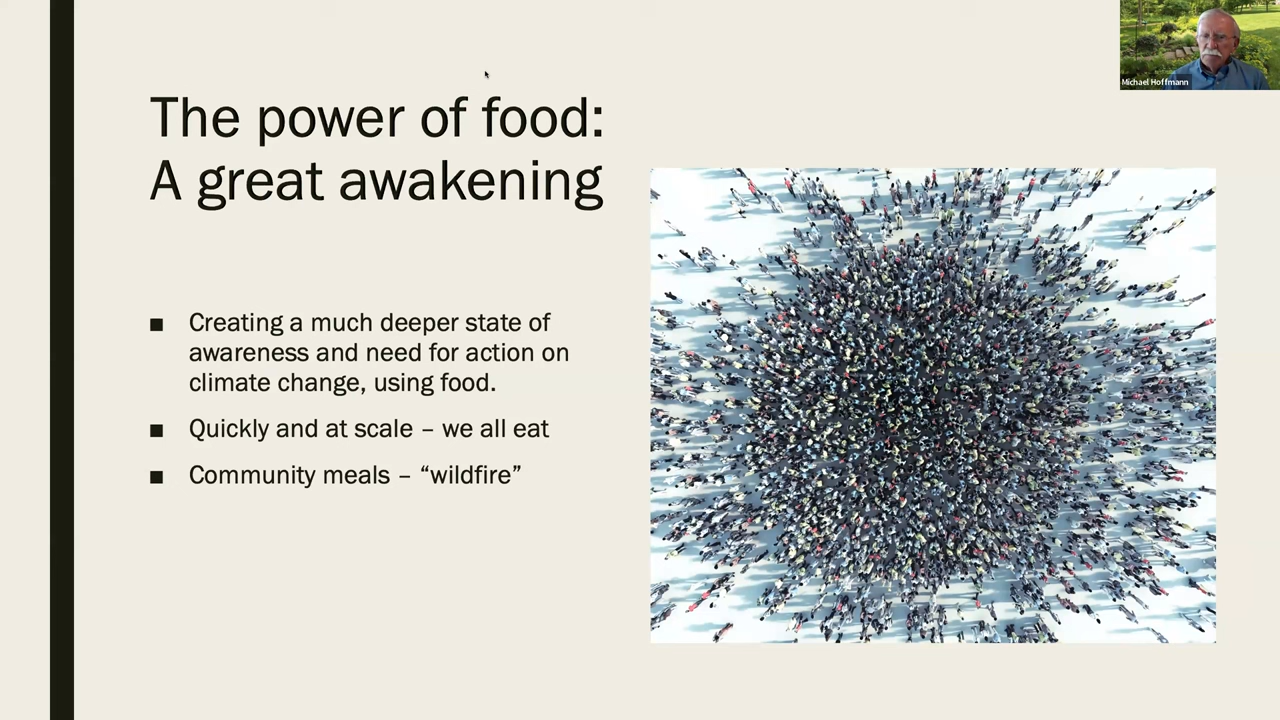 Michael Hoffmann
The power of food:
A great awakening
■ Creating a much deeper state of
awareness and need for action on
climate change, using food.
■ Quickly and at scale – we all eat
■ Community meals – “wildfire”